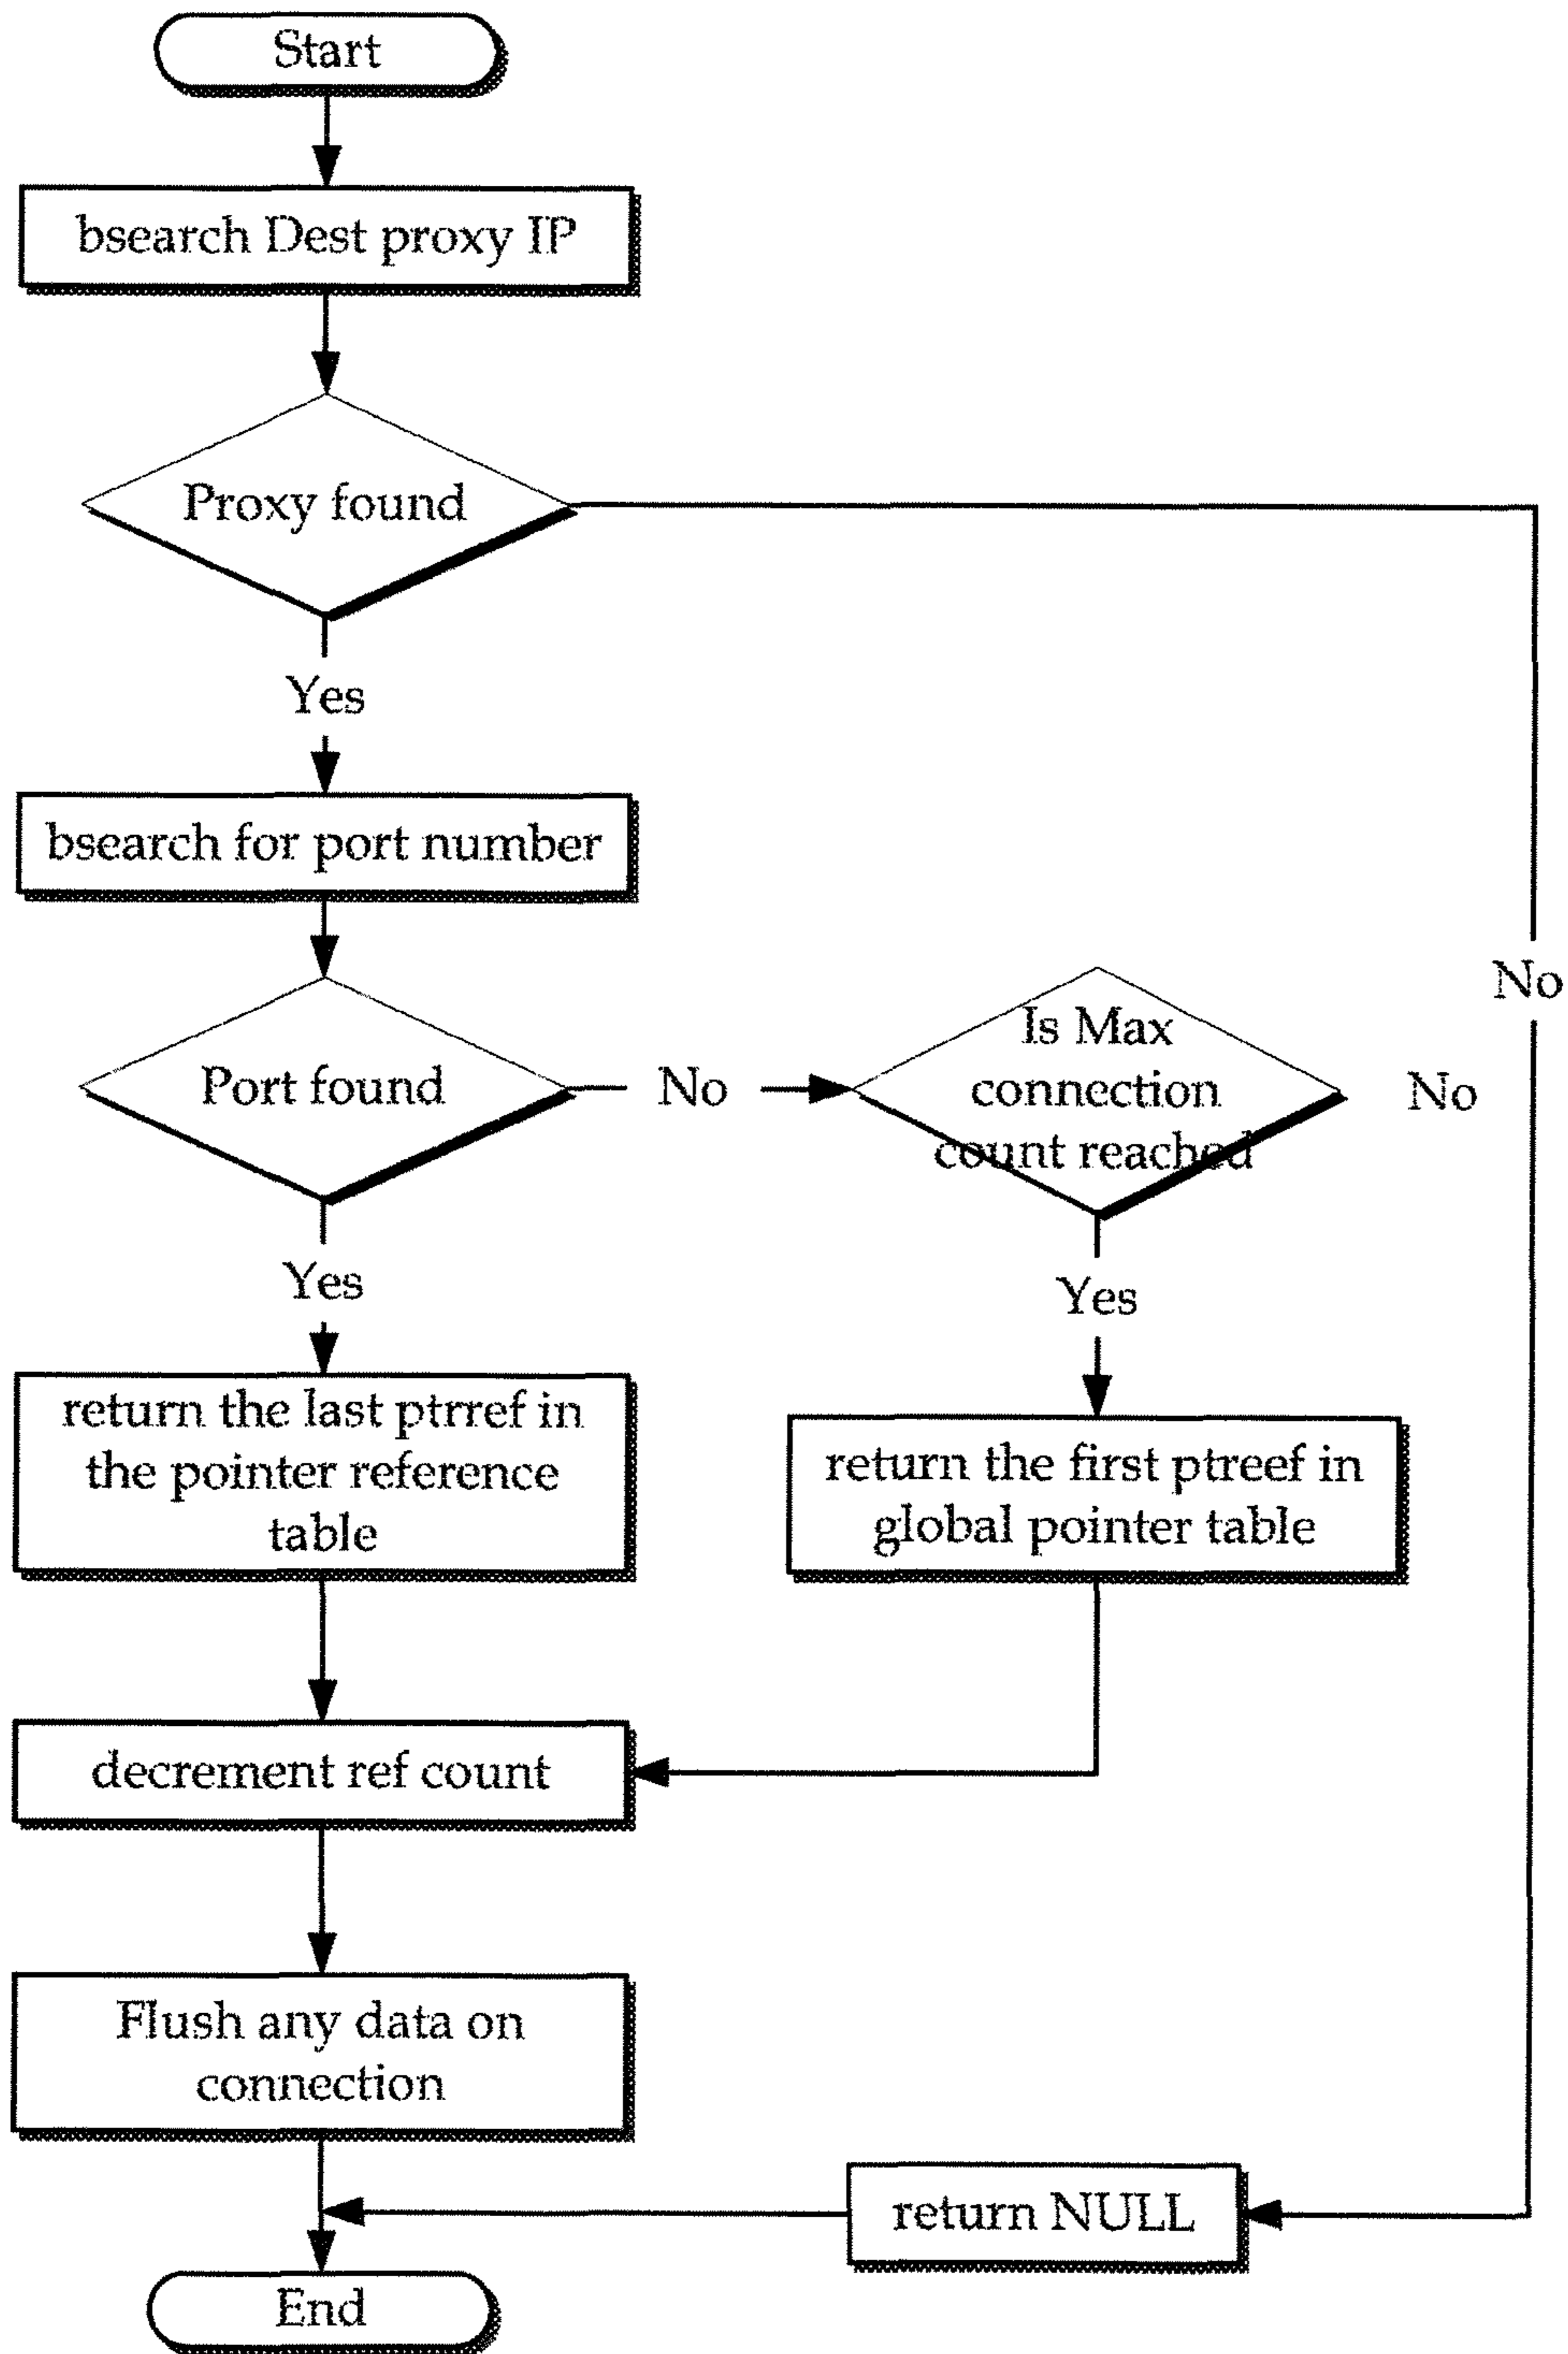 Start
bsearch Dest proxy IP
Proxy found
Yes
bsearch for port number
No
Port found
No
Is Max
connection
count reached
No
Yes
Yes
return the last ptrref in
the pointer reference
table
return the first ptreef in
global pointer table
decrement ref count
Flush any data on
connection
return NULL
End